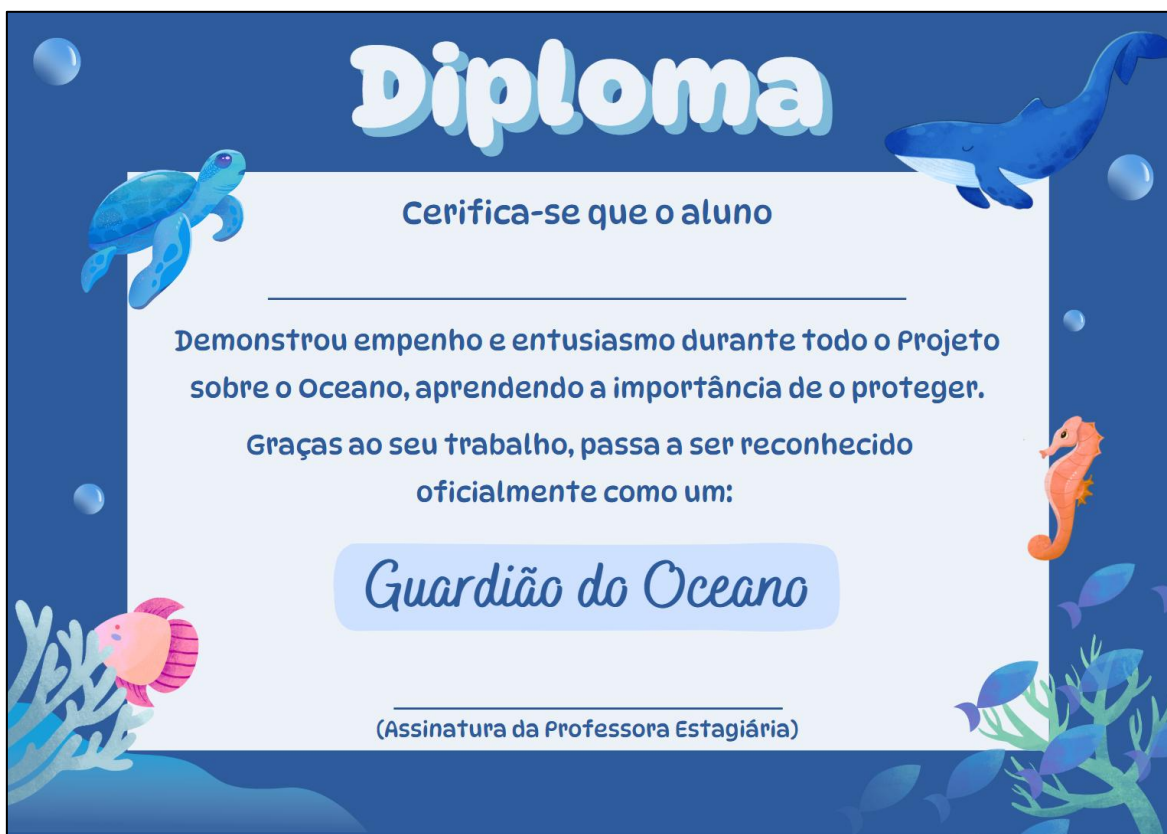 Diploma
Cerifica-se que o aluno
Demonstrou empenho e entusiasmo durante todo o Projeto
sobre o Oceano, aprendendo a importância de o proteger.
Graças ao seu trabalho, passa a ser reconhecido
oficialmente como um:
Guardião do Oceano
(Assinatura da Professora Estagiária)